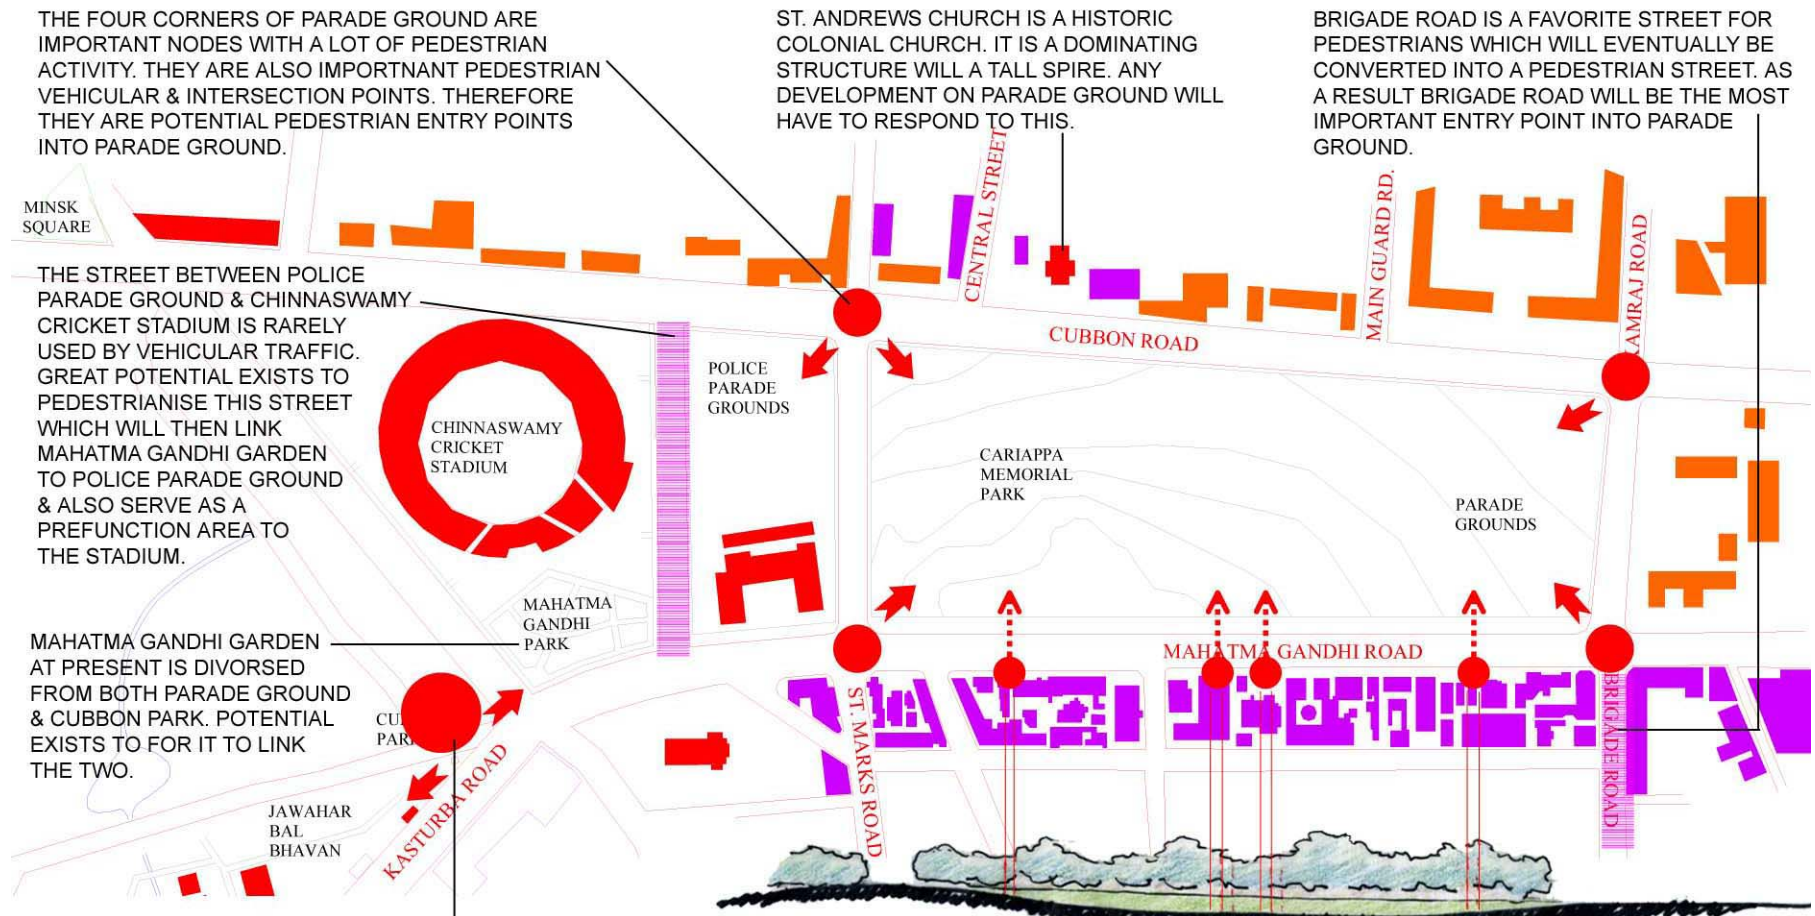 THE FOUR CORNERS OF PARADE GROUND ARE
IMPORTANT NODES WITH A LOT OF PEDESTRIAN
ACTIVITY. THEY ARE ALSO IMPORTNANT PEDESTRIAN
VEHICULAR & INTERSECTION POINTS. THEREFORE
THEY ARE POTENTIAL PEDESTRIAN ENTRY POINTS
INTO PARADE GROUND.
ST. ANDREWS CHURCH IS A HISTORIC
COLONIAL CHURCH. IT IS A DOMINATING
STRUCTURE WILL A TALL SPIRE. ANY
DEVELOPMENT ON PARADE GROUND WILL
HAVE TO RESPOND TO THIS.
BRIGADE ROAD IS A FAVORITE STREET FOR
PEDESTRIANS WHICH WILL EVENTUALLY BE
CONVERTED INTO A PEDESTRIAN STREET. AS
A RESULT BRIGADE ROAD WILL BE THE MOST
IMPORTANT ENTRY POINT INTO PARADE
GROUND.
MINSK
SQUARE
CENTRAL STREET
MAIN GUARD RD.
KAMRAJ ROAD
THE STREET BETWEEN POLICE
PARADE GROUND & CHINNASWAMY
CRICKET STADIUM IS RARELY
USED BY VEHICULAR TRAFFIC.
GREAT POTENTIAL EXISTS TO
PEDESTRIANISE THIS STREET
WHICH WILL THEN LINK
MAHATMA GANDHI GARDEN
TO POLICE PARADE GROUND
& ALSO SERVE AS A
PREFUNCTION AREA TO
THE STADIUM.
CUBBON ROAD
POLICE
PARADE
GROUNDS
CHINNASWAMY
CRICKET
STADIUM
CARIAPPA
MEMORIAL
PARK
PARADE
GROUNDS
MAHATMA
GANDHI
PARK
MAHATMA GANDHI GARDEN
AT PRESENT IS DIVORSED
FROM BOTH PARADE GROUND
& CUBBON PARK. POTENTIAL
EXISTS TO FOR IT TO LINK
THE TWO.
MAHATMA GANDHI ROAD
ST. MARKS ROAD
BRIGADE ROAD
KASTURBA ROAD
JAWAHAR
BAL
BHAVAN